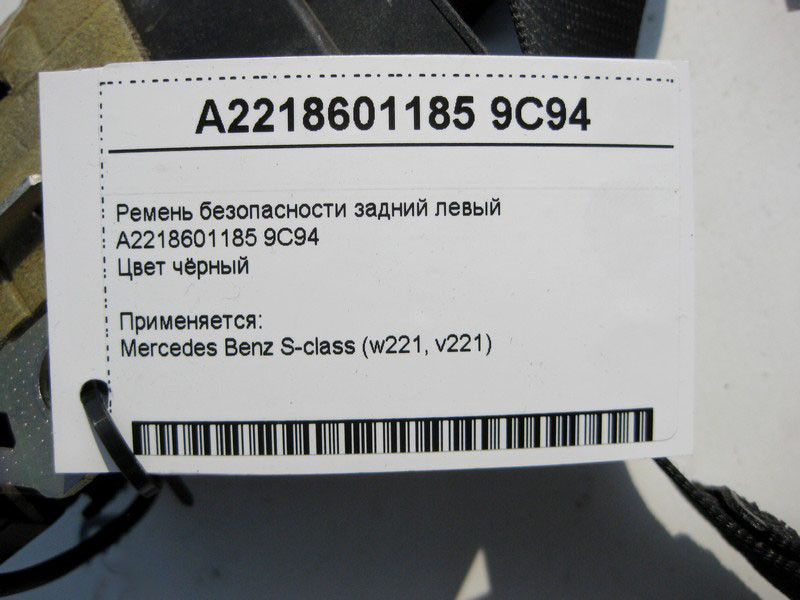 A2218601185 9C94
Ремень безопасности задний левый
A2218601185 9C94
Цвет чёрный
Применяется:
Mercedes Benz S-class (w221, v221)